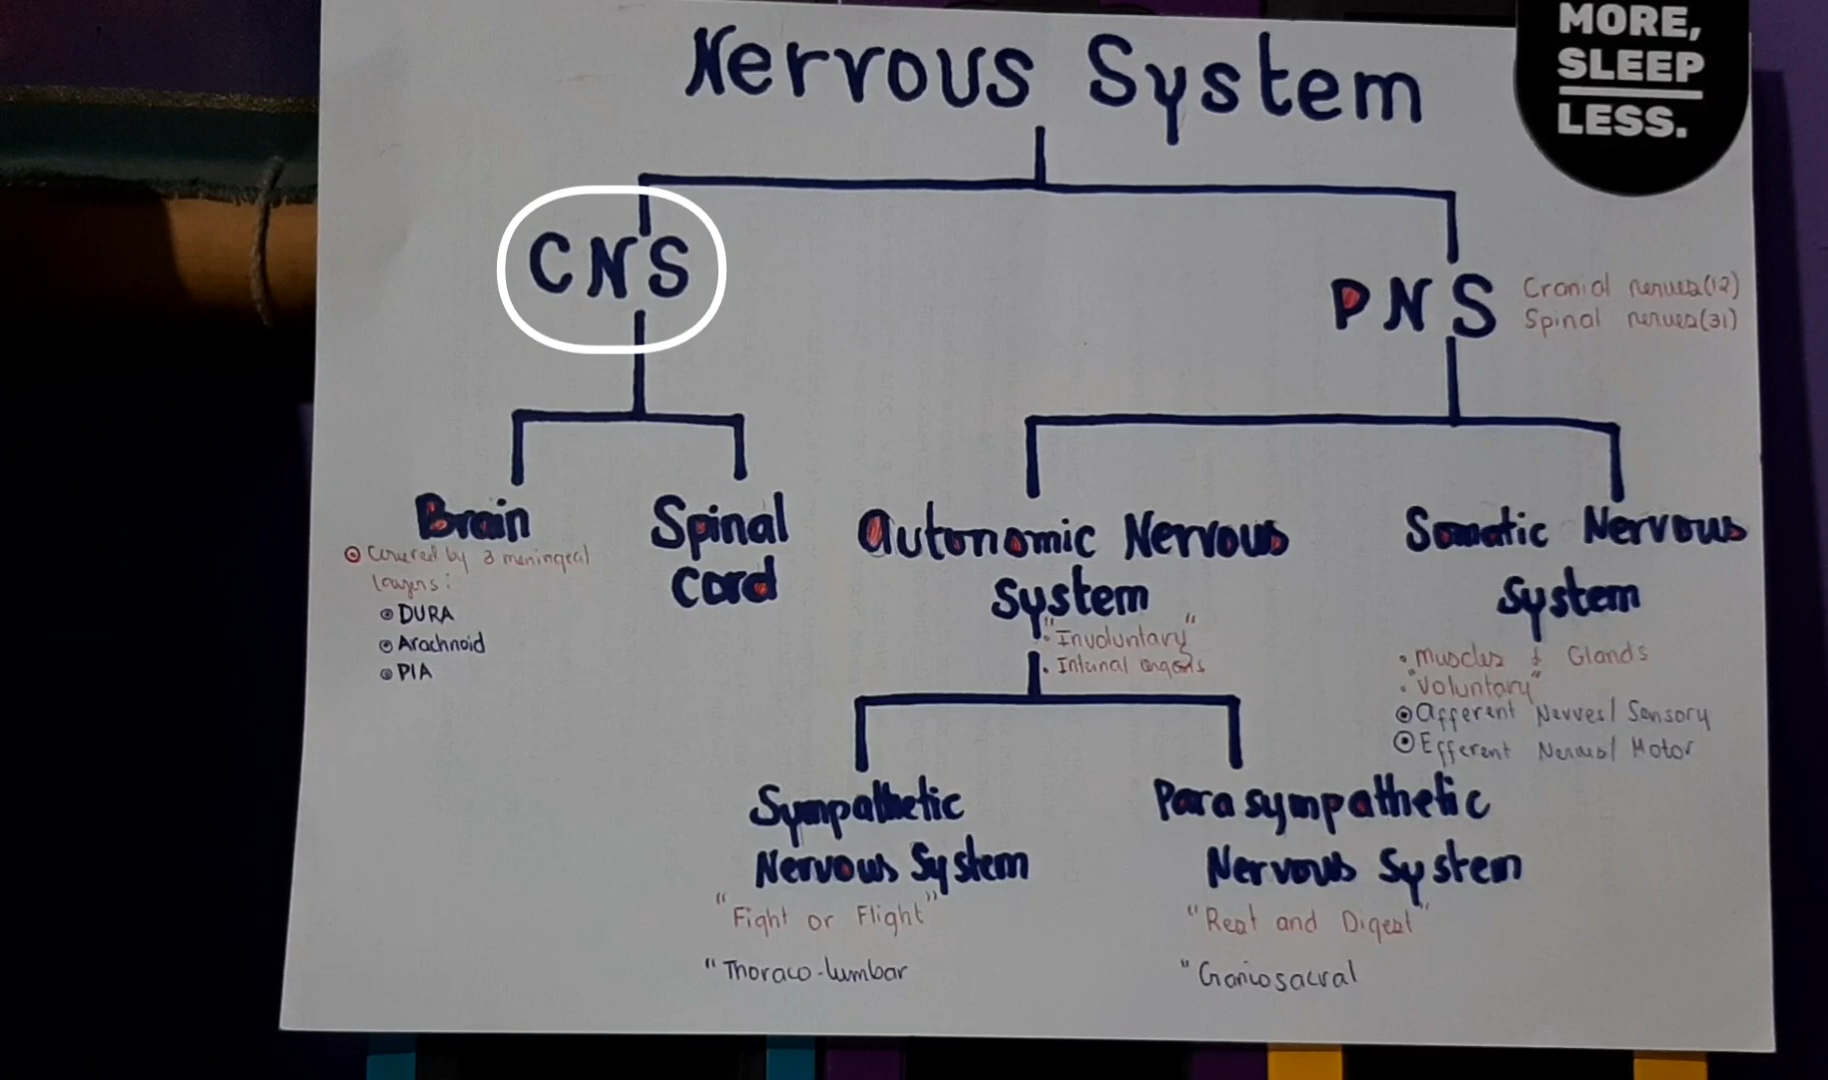 MORE,
SLEEP
LESS.
Nervous System
CNS
PNS
Cranial nerves(12)
Spinal nerves(31)
Brain
Covered by 3 meningeal
layers:
DURA
Arachnoid
PIA
Spinal
Cord
Autonomic Nervous
System
"Involuntary"
Internal organs
Somatic Nervous
System
Muscles & Glands
"Voluntary"
Afferent Nerves/ Sensory
Efferent Nerves/ Motor
Sympathetic
Nervous System
"Fight or Flight"
"Thoraco-lumbar
Parasympathetic
Nervous System
"Rest and Digest"
"Craniosacral